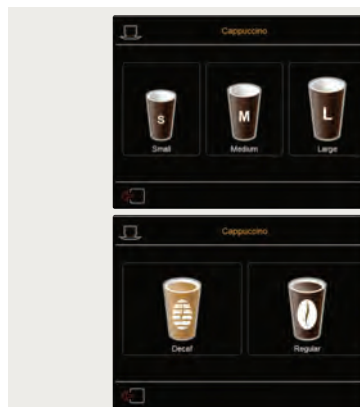 Cappuccino
S
M
L
Small
Medium
Large
Cappuccino
Decaf
Regular